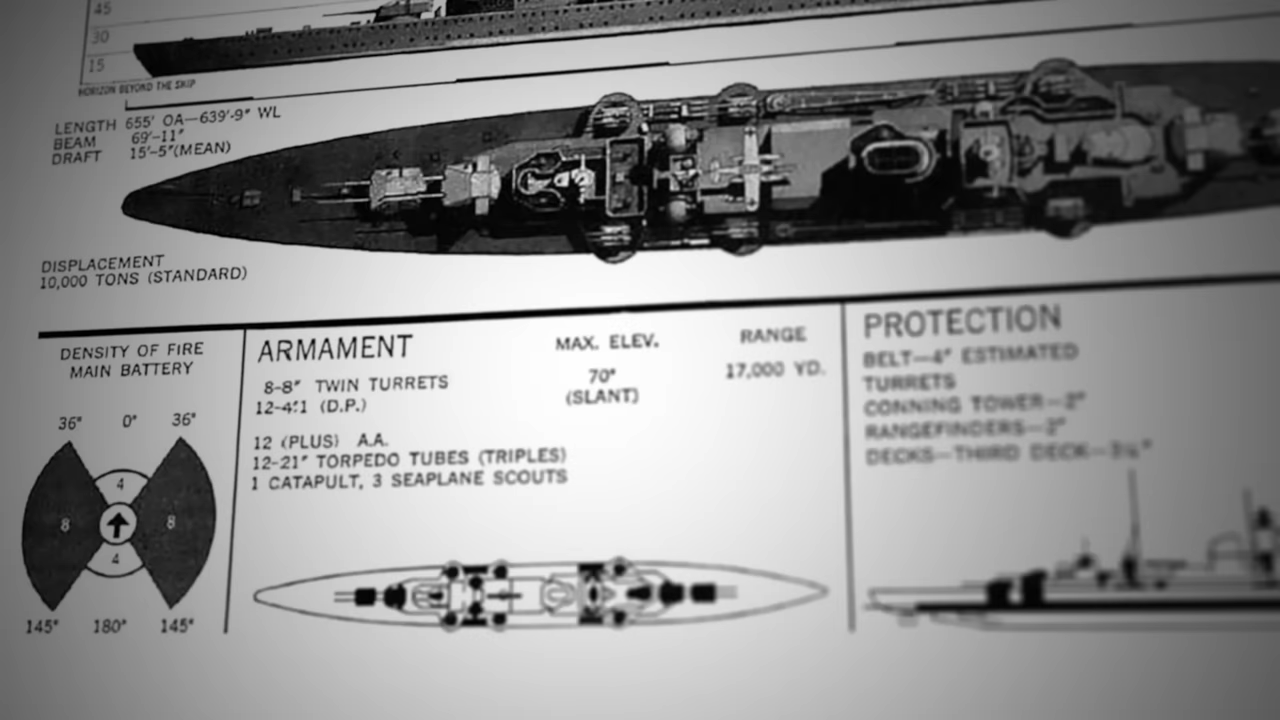 45
30
15
HORIZON BEYOND THE SHIP
LENGTH 655' OA—639'-9" WL
BEAM 69'-11"
DRAFT 15'-5"(MEAN)
DISPLACEMENT
10,000 TONS (STANDARD)
DENSITY OF FIRE
MAIN BATTERY
36° 0° 36°
4
8 8
4
145° 180° 145°
ARMAMENT MAX. ELEV. RANGE
8-8" TWIN TURRETS 70° 17,000 YD.
12-4".1 (D.P.) (SLANT)
12 (PLUS) A.A.
12-21" TORPEDO TUBES (TRIPLES)
1 CATAPULT, 3 SEAPLANE SCOUTS
PROTECTION
BELT—4" ESTIMATED
TURRETS
CONNING TOWER—2"
RANGEFINDERS—2"
DECKS—THIRD DECK